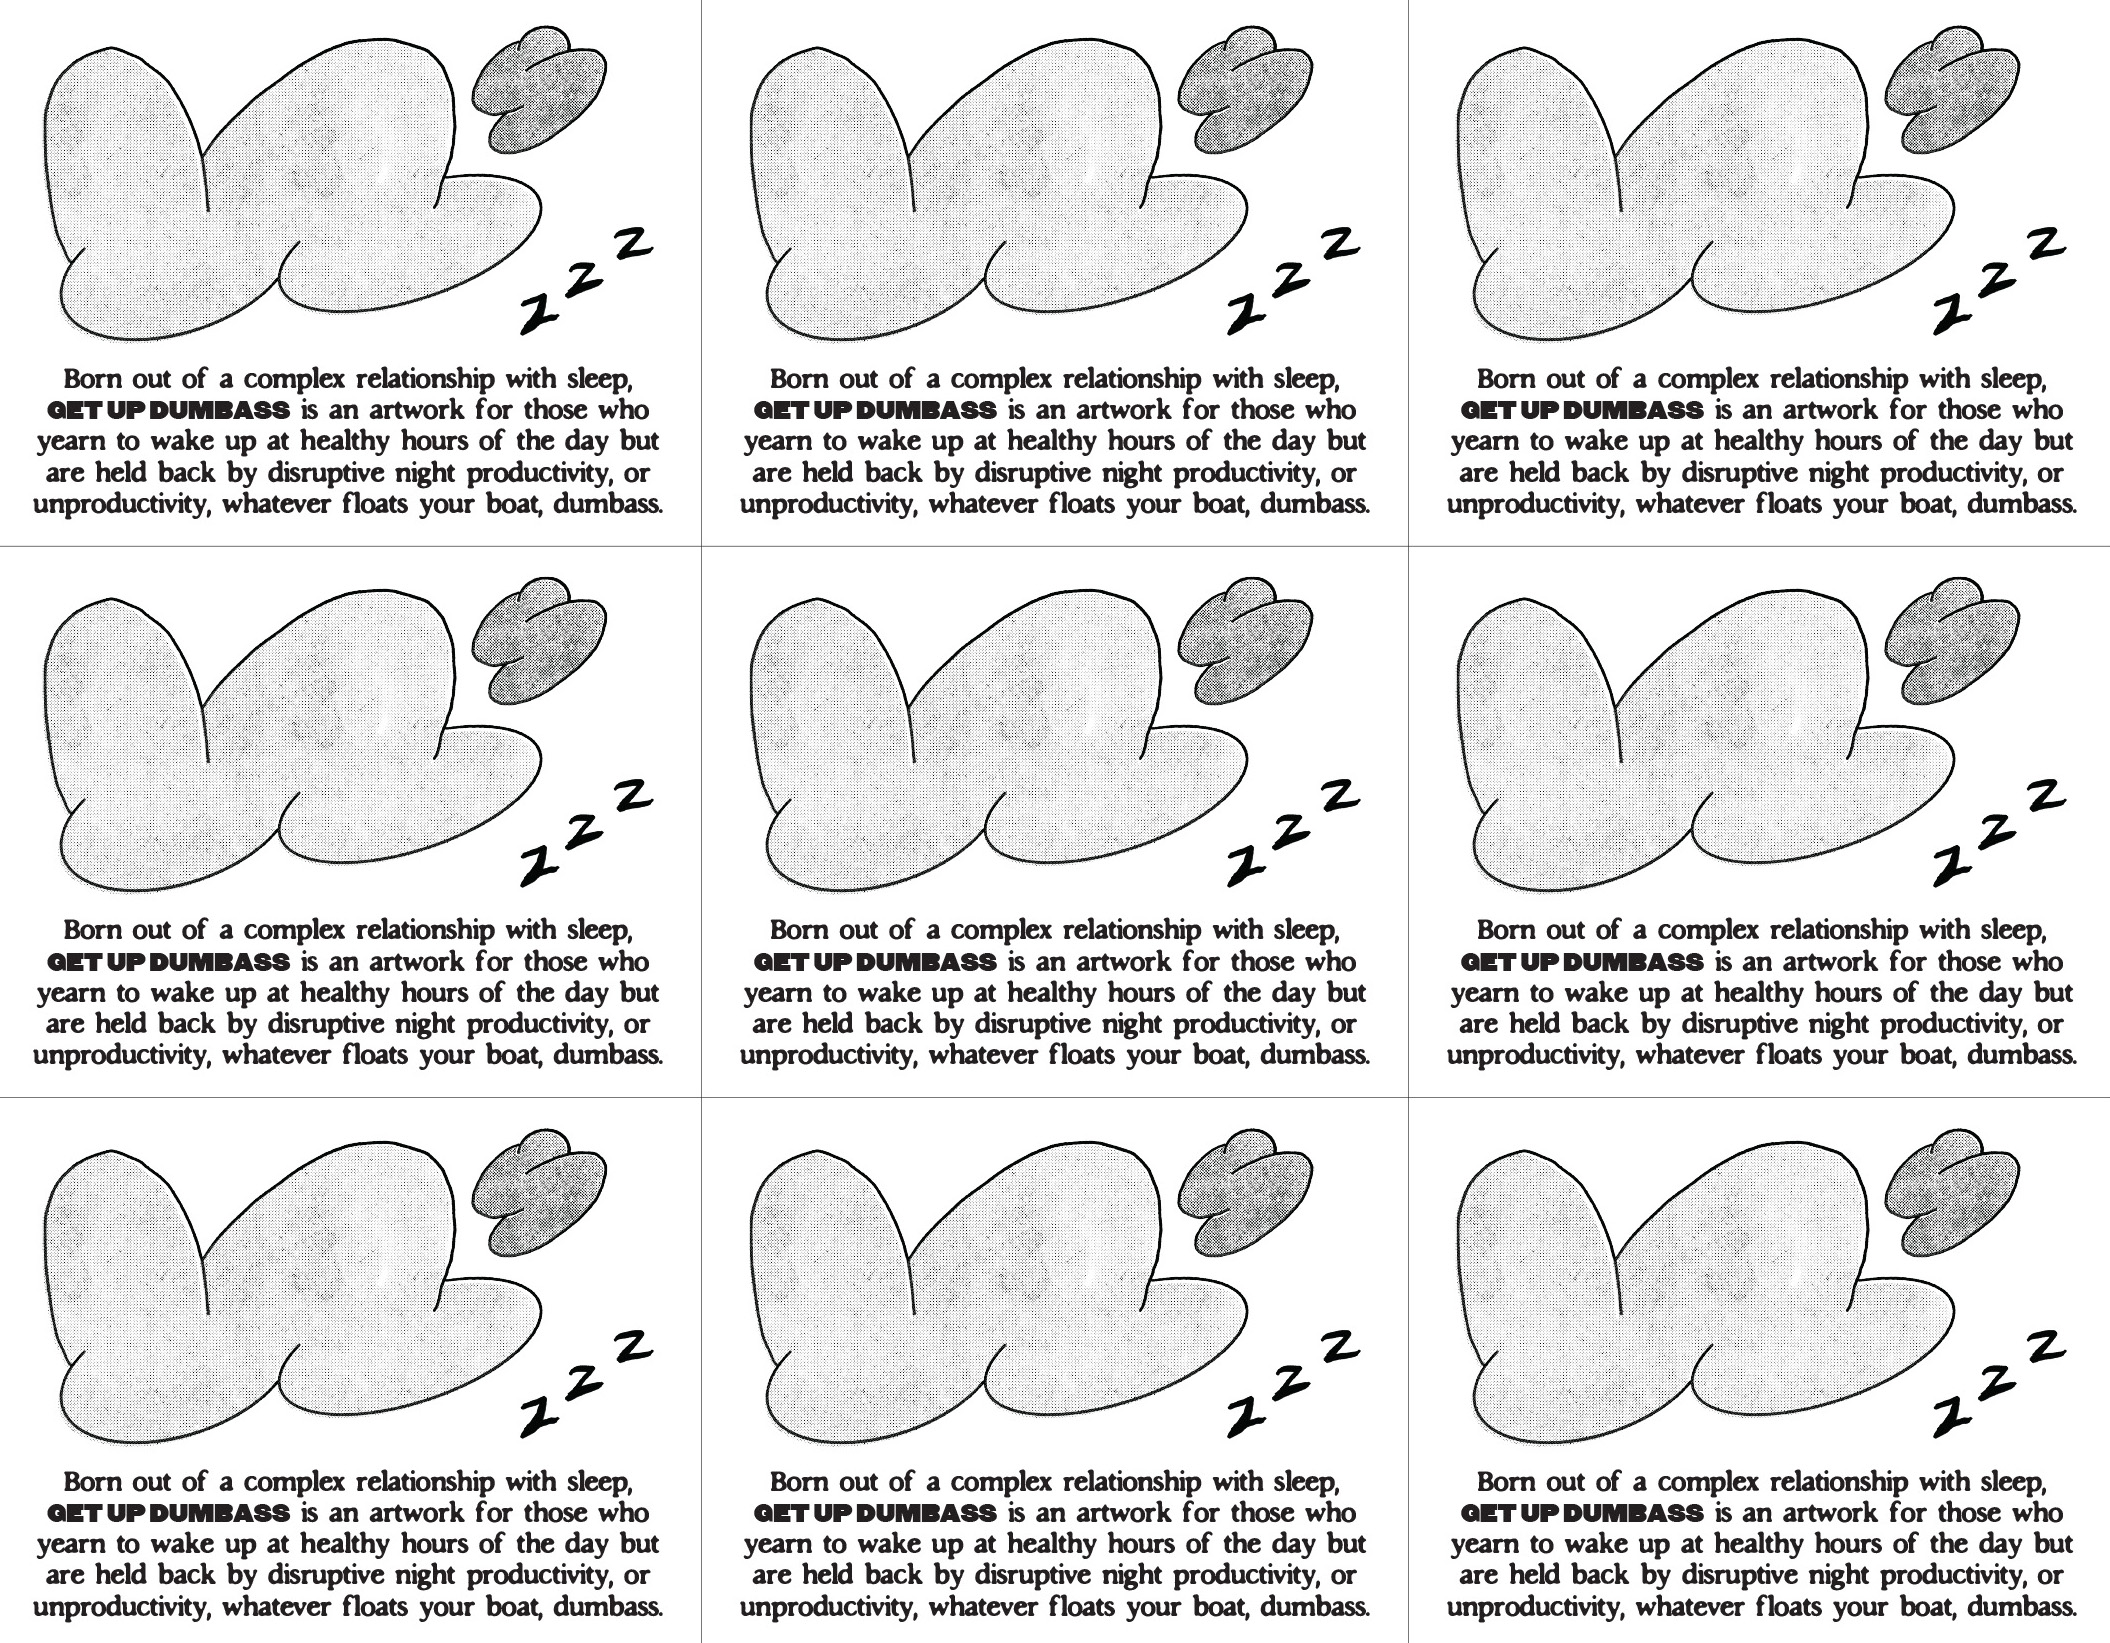 z z z
z z z
z z z
Born out of a complex relationship with sleep,
GET UP DUMBASS is an artwork for those who
yearn to wake up at healthy hours of the day but
are held back by disruptive night productivity, or
unproductivity, whatever floats your boat, dumbass.
Born out of a complex relationship with sleep,
GET UP DUMBASS is an artwork for those who
yearn to wake up at healthy hours of the day but
are held back by disruptive night productivity, or
unproductivity, whatever floats your boat, dumbass.
Born out of a complex relationship with sleep,
GET UP DUMBASS is an artwork for those who
yearn to wake up at healthy hours of the day but
are held back by disruptive night productivity, or
unproductivity, whatever floats your boat, dumbass.
z z z
z z z
z z z
Born out of a complex relationship with sleep,
GET UP DUMBASS is an artwork for those who
yearn to wake up at healthy hours of the day but
are held back by disruptive night productivity, or
unproductivity, whatever floats your boat, dumbass.
Born out of a complex relationship with sleep,
GET UP DUMBASS is an artwork for those who
yearn to wake up at healthy hours of the day but
are held back by disruptive night productivity, or
unproductivity, whatever floats your boat, dumbass.
Born out of a complex relationship with sleep,
GET UP DUMBASS is an artwork for those who
yearn to wake up at healthy hours of the day but
are held back by disruptive night productivity, or
unproductivity, whatever floats your boat, dumbass.
z z z
z z z
z z z
Born out of a complex relationship with sleep,
GET UP DUMBASS is an artwork for those who
yearn to wake up at healthy hours of the day but
are held back by disruptive night productivity, or
unproductivity, whatever floats your boat, dumbass.
Born out of a complex relationship with sleep,
GET UP DUMBASS is an artwork for those who
yearn to wake up at healthy hours of the day but
are held back by disruptive night productivity, or
unproductivity, whatever floats your boat, dumbass.
Born out of a complex relationship with sleep,
GET UP DUMBASS is an artwork for those who
yearn to wake up at healthy hours of the day but
are held back by disruptive night productivity, or
unproductivity, whatever floats your boat, dumbass.